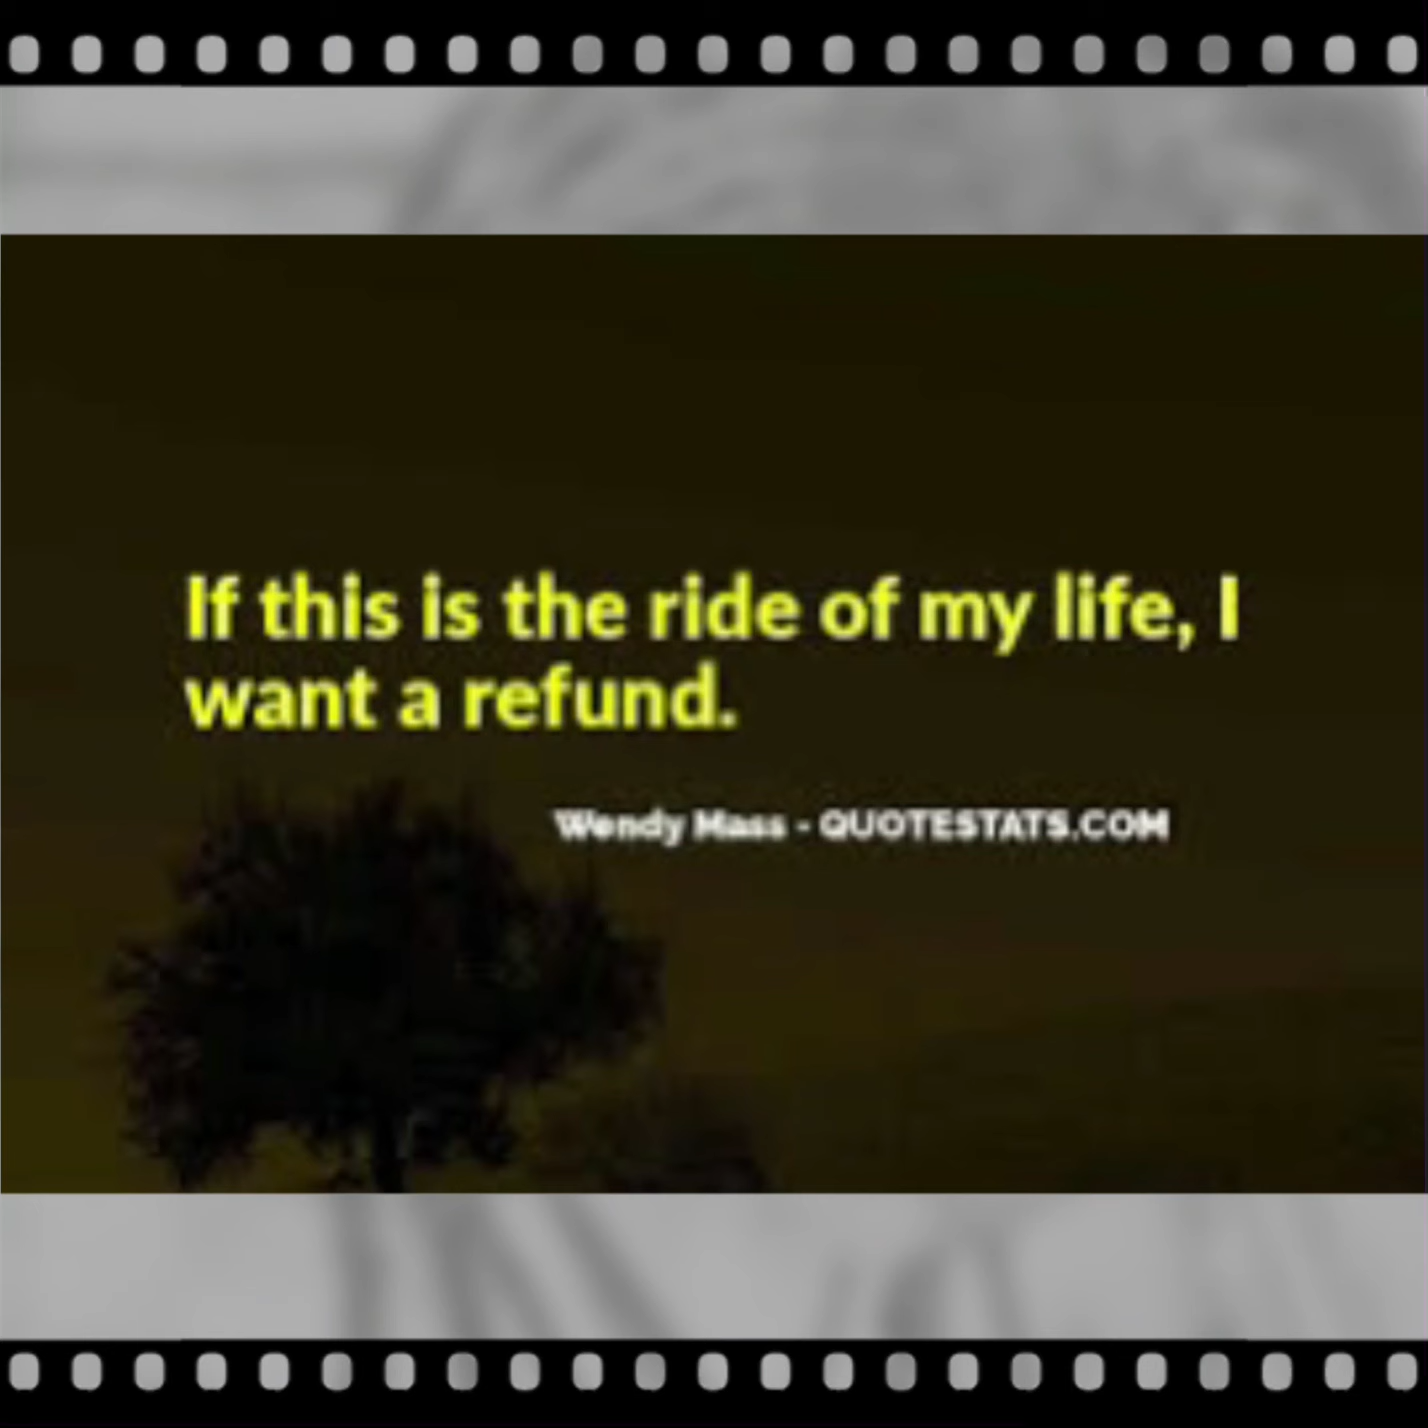 If this is the ride of my life, I
want a refund.
Wendy Mass - QUOTESTATS.COM